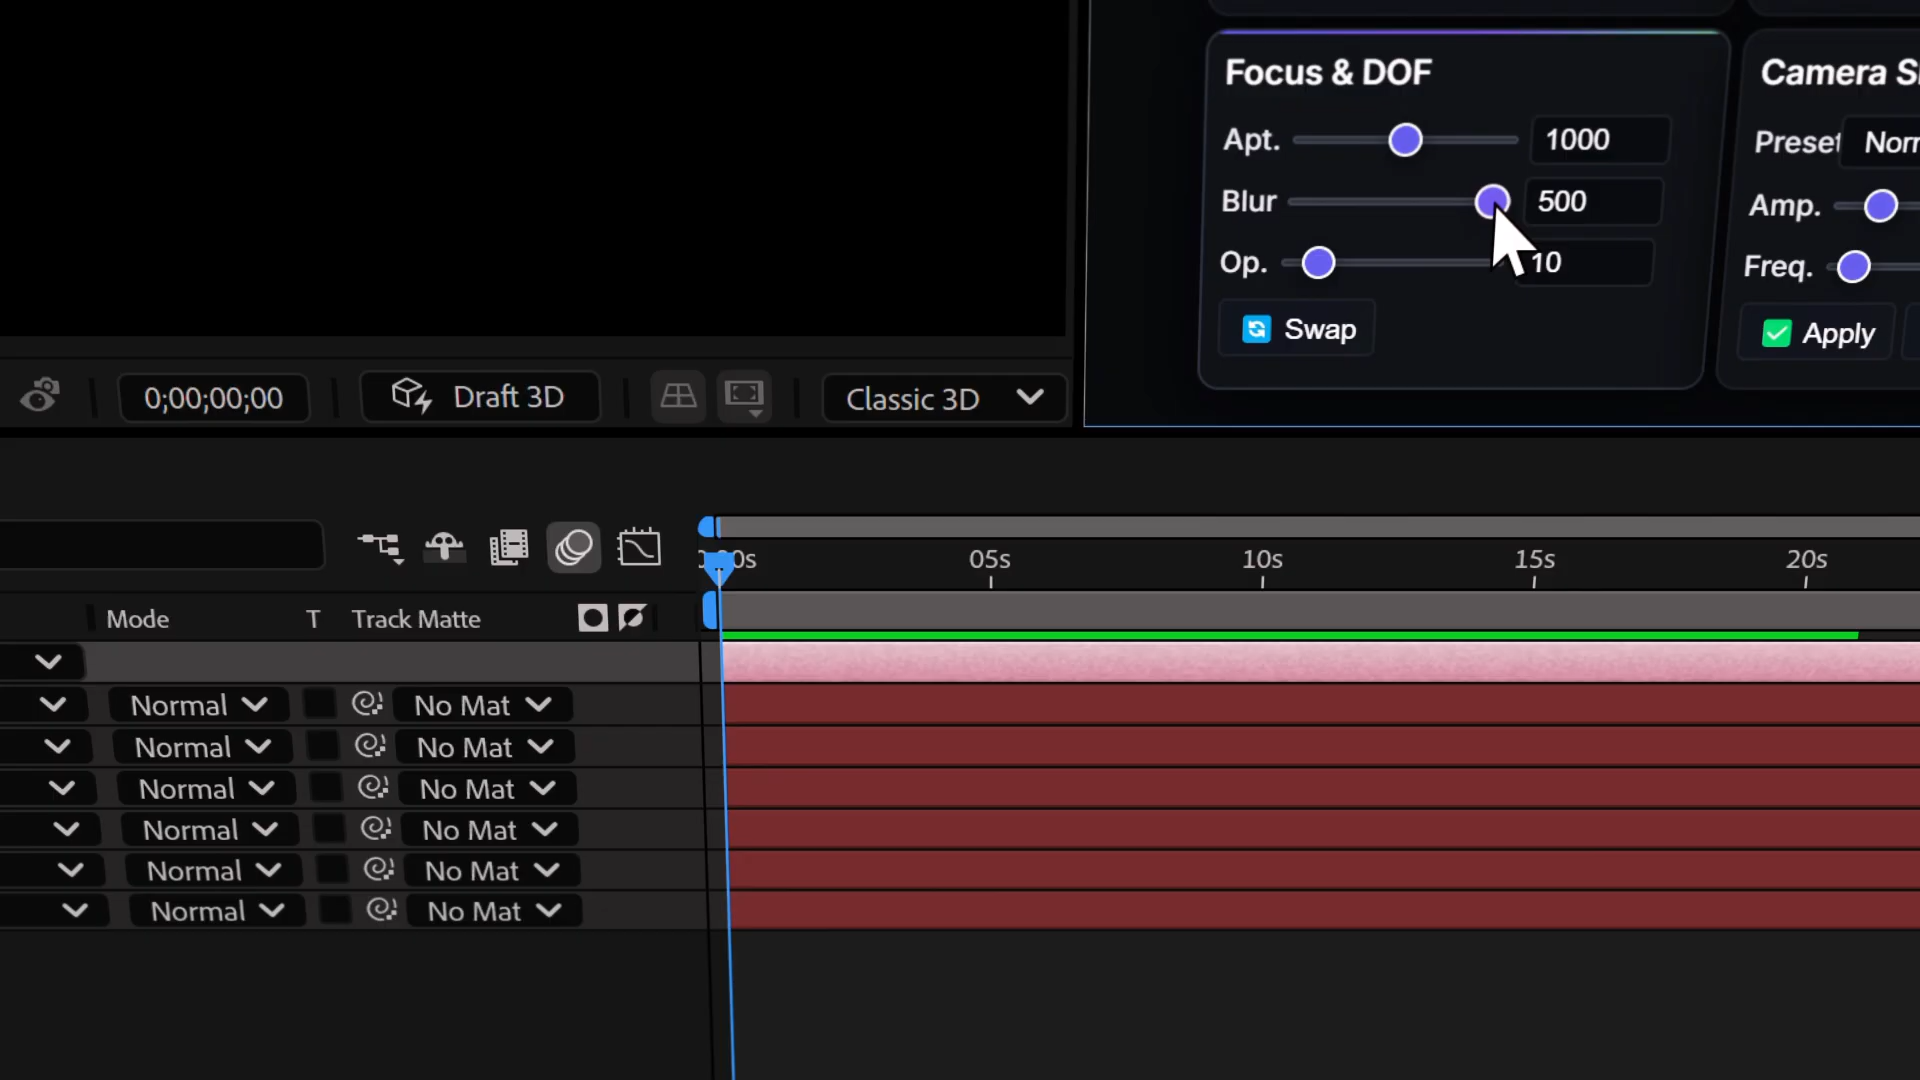 Focus & DOF
Apt. 1000
Blur 500
Op. 10
Swap
Camera
Preset
Amp.
Freq.
Apply
0;00;00;00
Draft 3D
Classic 3D
05s 10s 15s 20s
Mode T Track Matte
Normal No Mat
Normal No Mat
Normal No Mat
Normal No Mat
Normal No Mat
Normal No Mat